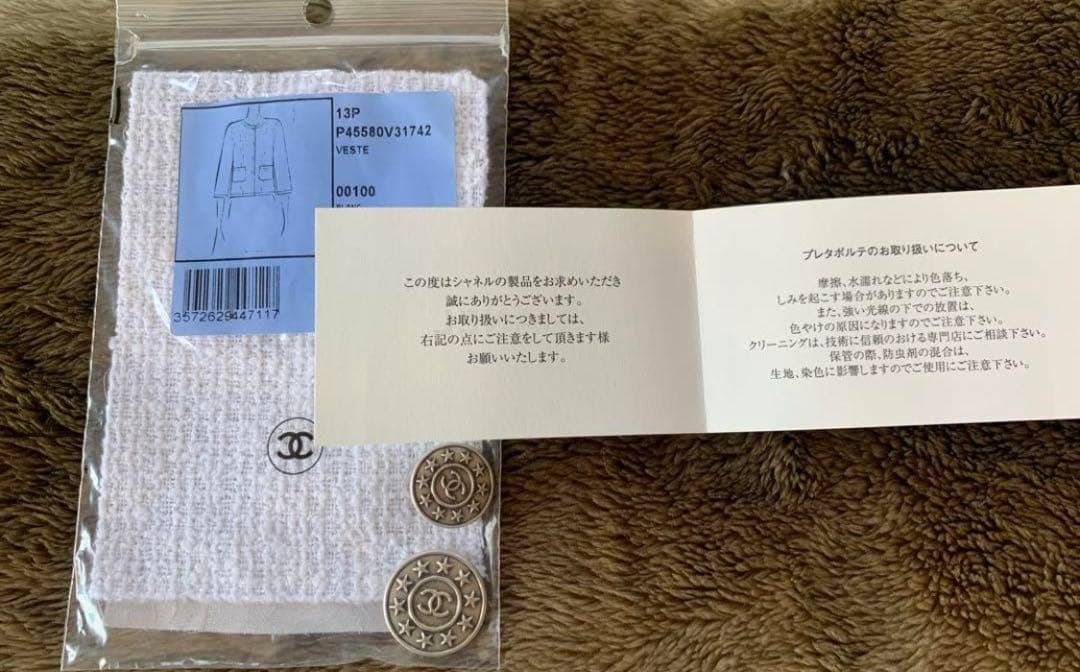 13P
P45580V31742
VESTE
00100
BLANC
3572629447117
この度はシャネルの製品をお求めいただき
誠にありがとうございます。
お取り扱いにつきましては、
右記の点にご注意をして頂きます様
お願いいたします。
プレタポルテのお取り扱いについて
摩擦、水濡れなどにより色落ち、
しみを起こす場合がありますのでご注意下さい。
また、強い光線の下での放置は、
色やけの原因になりますのでご注意下さい。
クリーニングは、技術に信頼のおける専門店にご相談下さい。
保管の際、防虫剤の混合は、
生地、染色に影響しますのでご使用にご注意下さい。